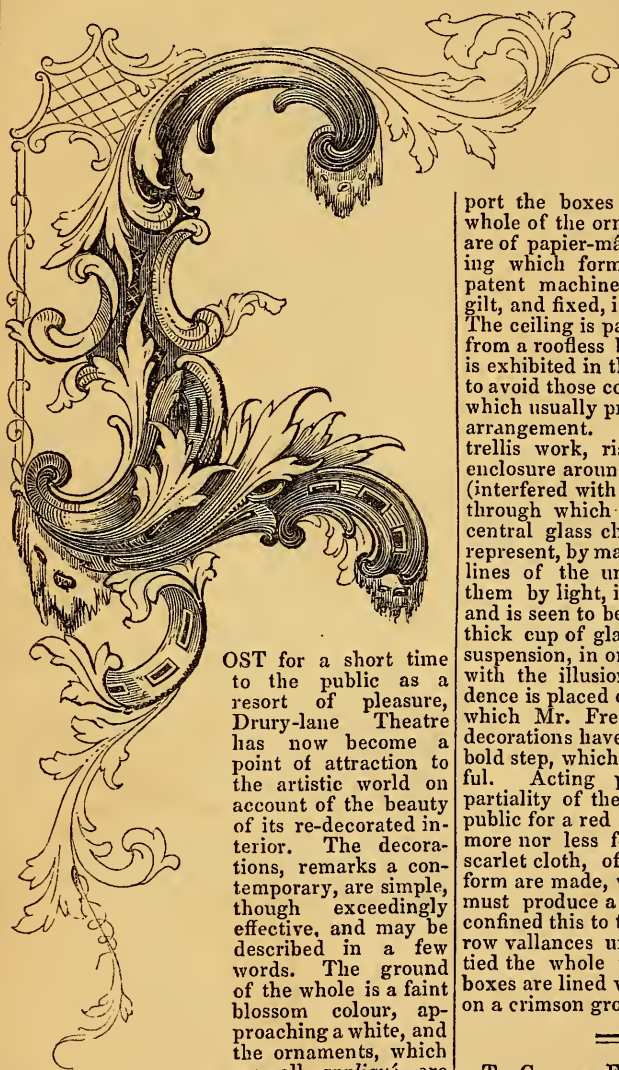 LOST for a short time
to the public as a
resort of pleasure,
Drury-lane Theatre
has now become a
point of attraction to
the artistic world on
account of the beauty
of its re-decorated in-
terior. The decora-
tions, remarks a con-
temporary, are simple,
though exceedingly
effective, and may be
described in a few
words. The ground
of the whole is a faint
blossom colour, ap-
proaching a white, and
the ornaments, which
all appliqué are
port the boxes
whole of the orn
are of papier-mâ
ing which form
patent machine
gilt, and fixed, i
The ceiling is pa
from a roofless
is exhibited in th
to avoid those co
which usually pr
arrangement.
trellis work, ris
enclosure aroun
(interfered with
through which
central glass ch
represent, by ma
lines of the un
them by light, i
and is seen to be
thick cup of gla
suspension, in or
with the illusion
dence is placed
which Mr. Fre
decorations have
bold step, which
ful. Acting p
partiality of the
public for a red
more nor less f
scarlet cloth, of
form are made, v
must produce a
confined this to t
row vallances u
tied the whole
boxes are lined v
on a crimson gro